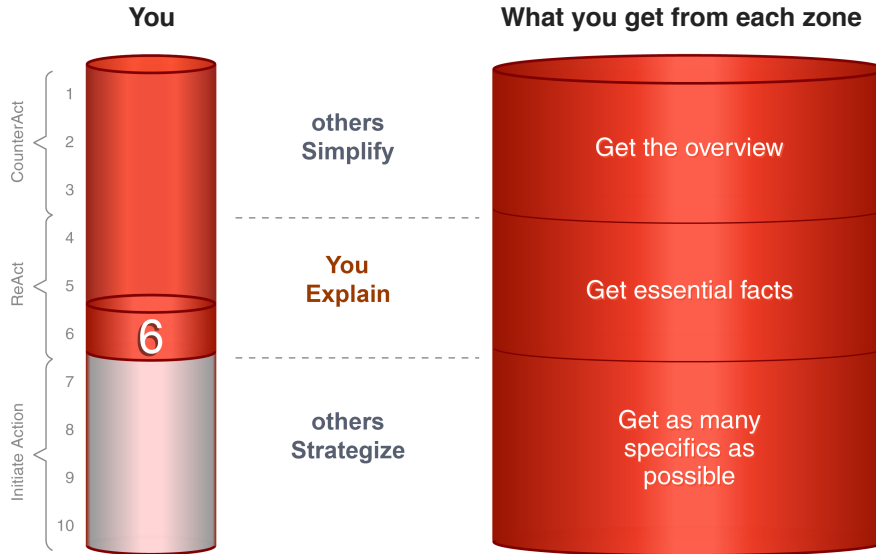 You
What you get from each zone
CounterAct
1
2
3
others
Simplify
Get the overview
ReAct
4
5
6
6
You
Explain
Get essential facts
Initiate Action
7
8
9
10
others
Strategize
Get as many
specifics as
possible